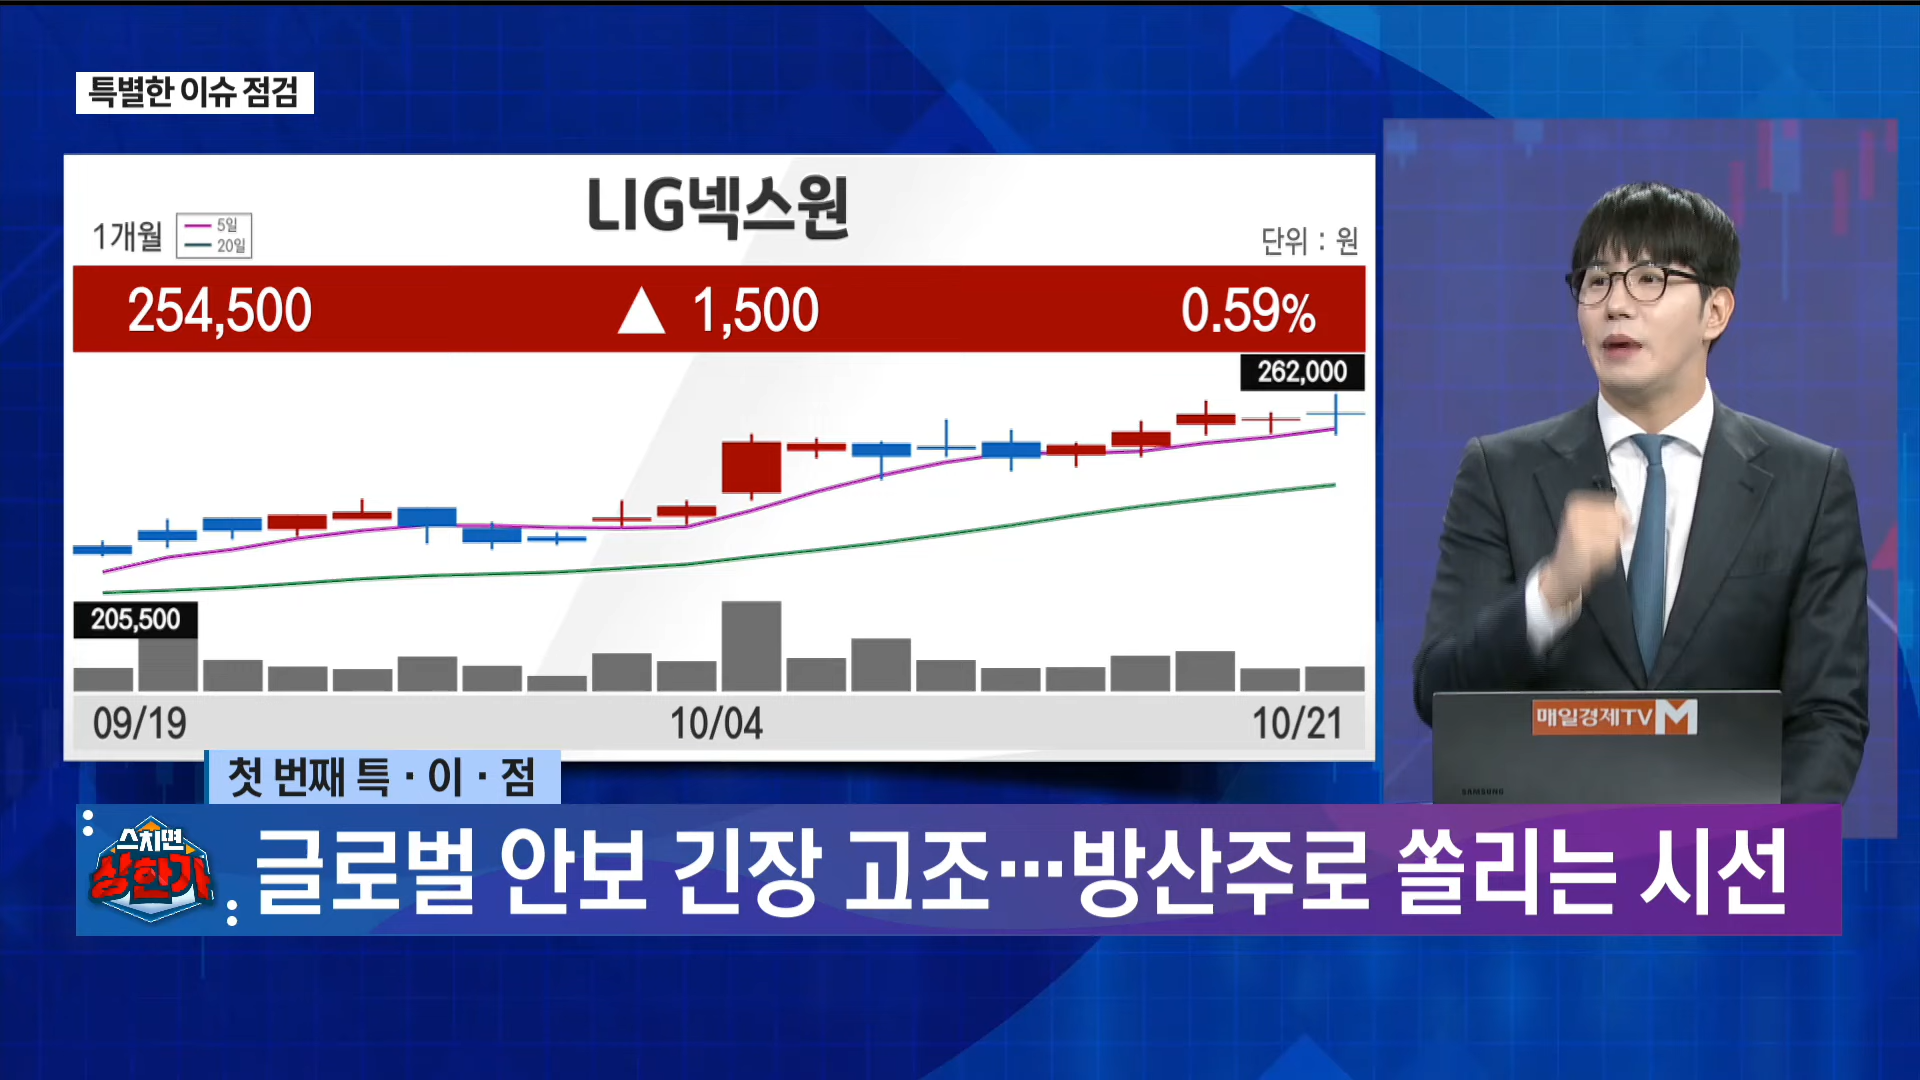 특별한 이슈 점검
LIG넥스원
1개월
5일
20일
단위 : 원
254,500 ▲ 1,500 0.59%
262,000
205,500
09/19 10/04 10/21
매일경제TV M
SAMSUNG
첫 번째 특·이·점
스치면
상한가
글로벌 안보 긴장 고조…방산주로 쏠리는 시선